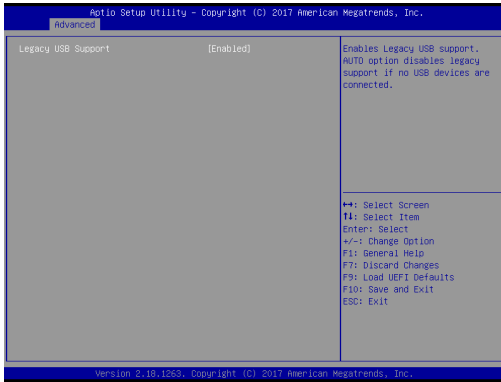 Aptio Setup Utility – Copyright (C) 2017 American Megatrends, Inc.
Advanced
Legacy USB Support [Enabled]
Enables Legacy USB support.
AUTO option disables legacy
support if no USB devices are
connected.
↔: Select Screen
↑↓: Select Item
Enter: Select
+/-: Change Option
F1: General Help
F7: Discard Changes
F9: Load UEFI Defaults
F10: Save and Exit
ESC: Exit
Version 2.18.1263. Copyright (C) 2017 American Megatrends, Inc.